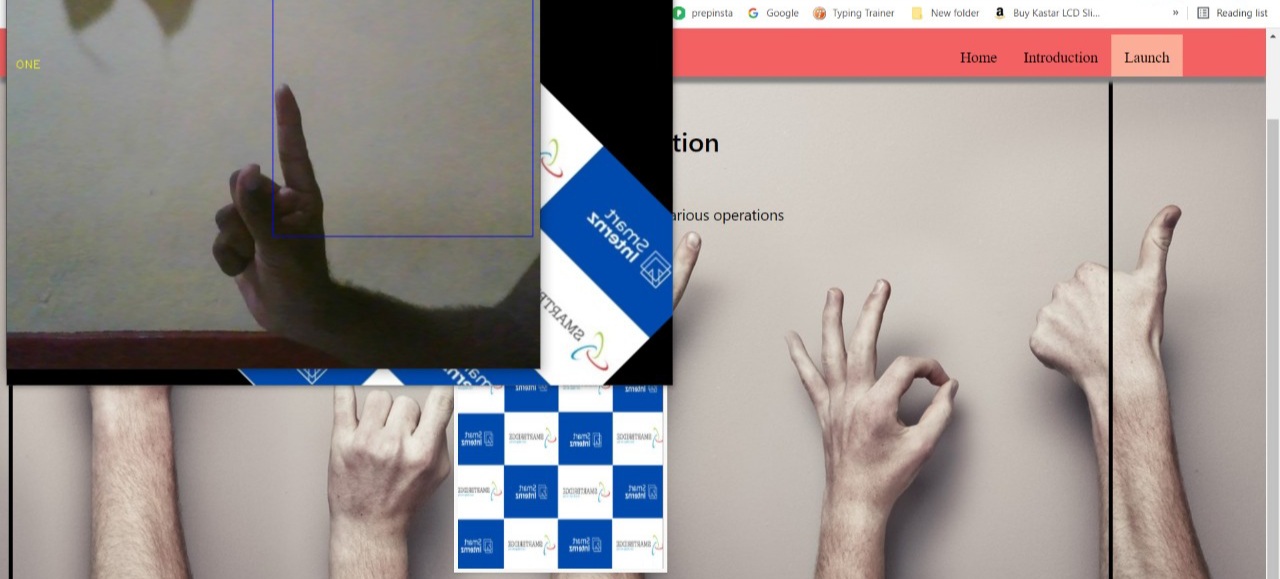 prepinsta Google Typing Trainer New folder Buy Kastar LCD Sli... » Reading list
Home Introduction Launch
ONE
tion
arious operations
Smart
Internz
SMART